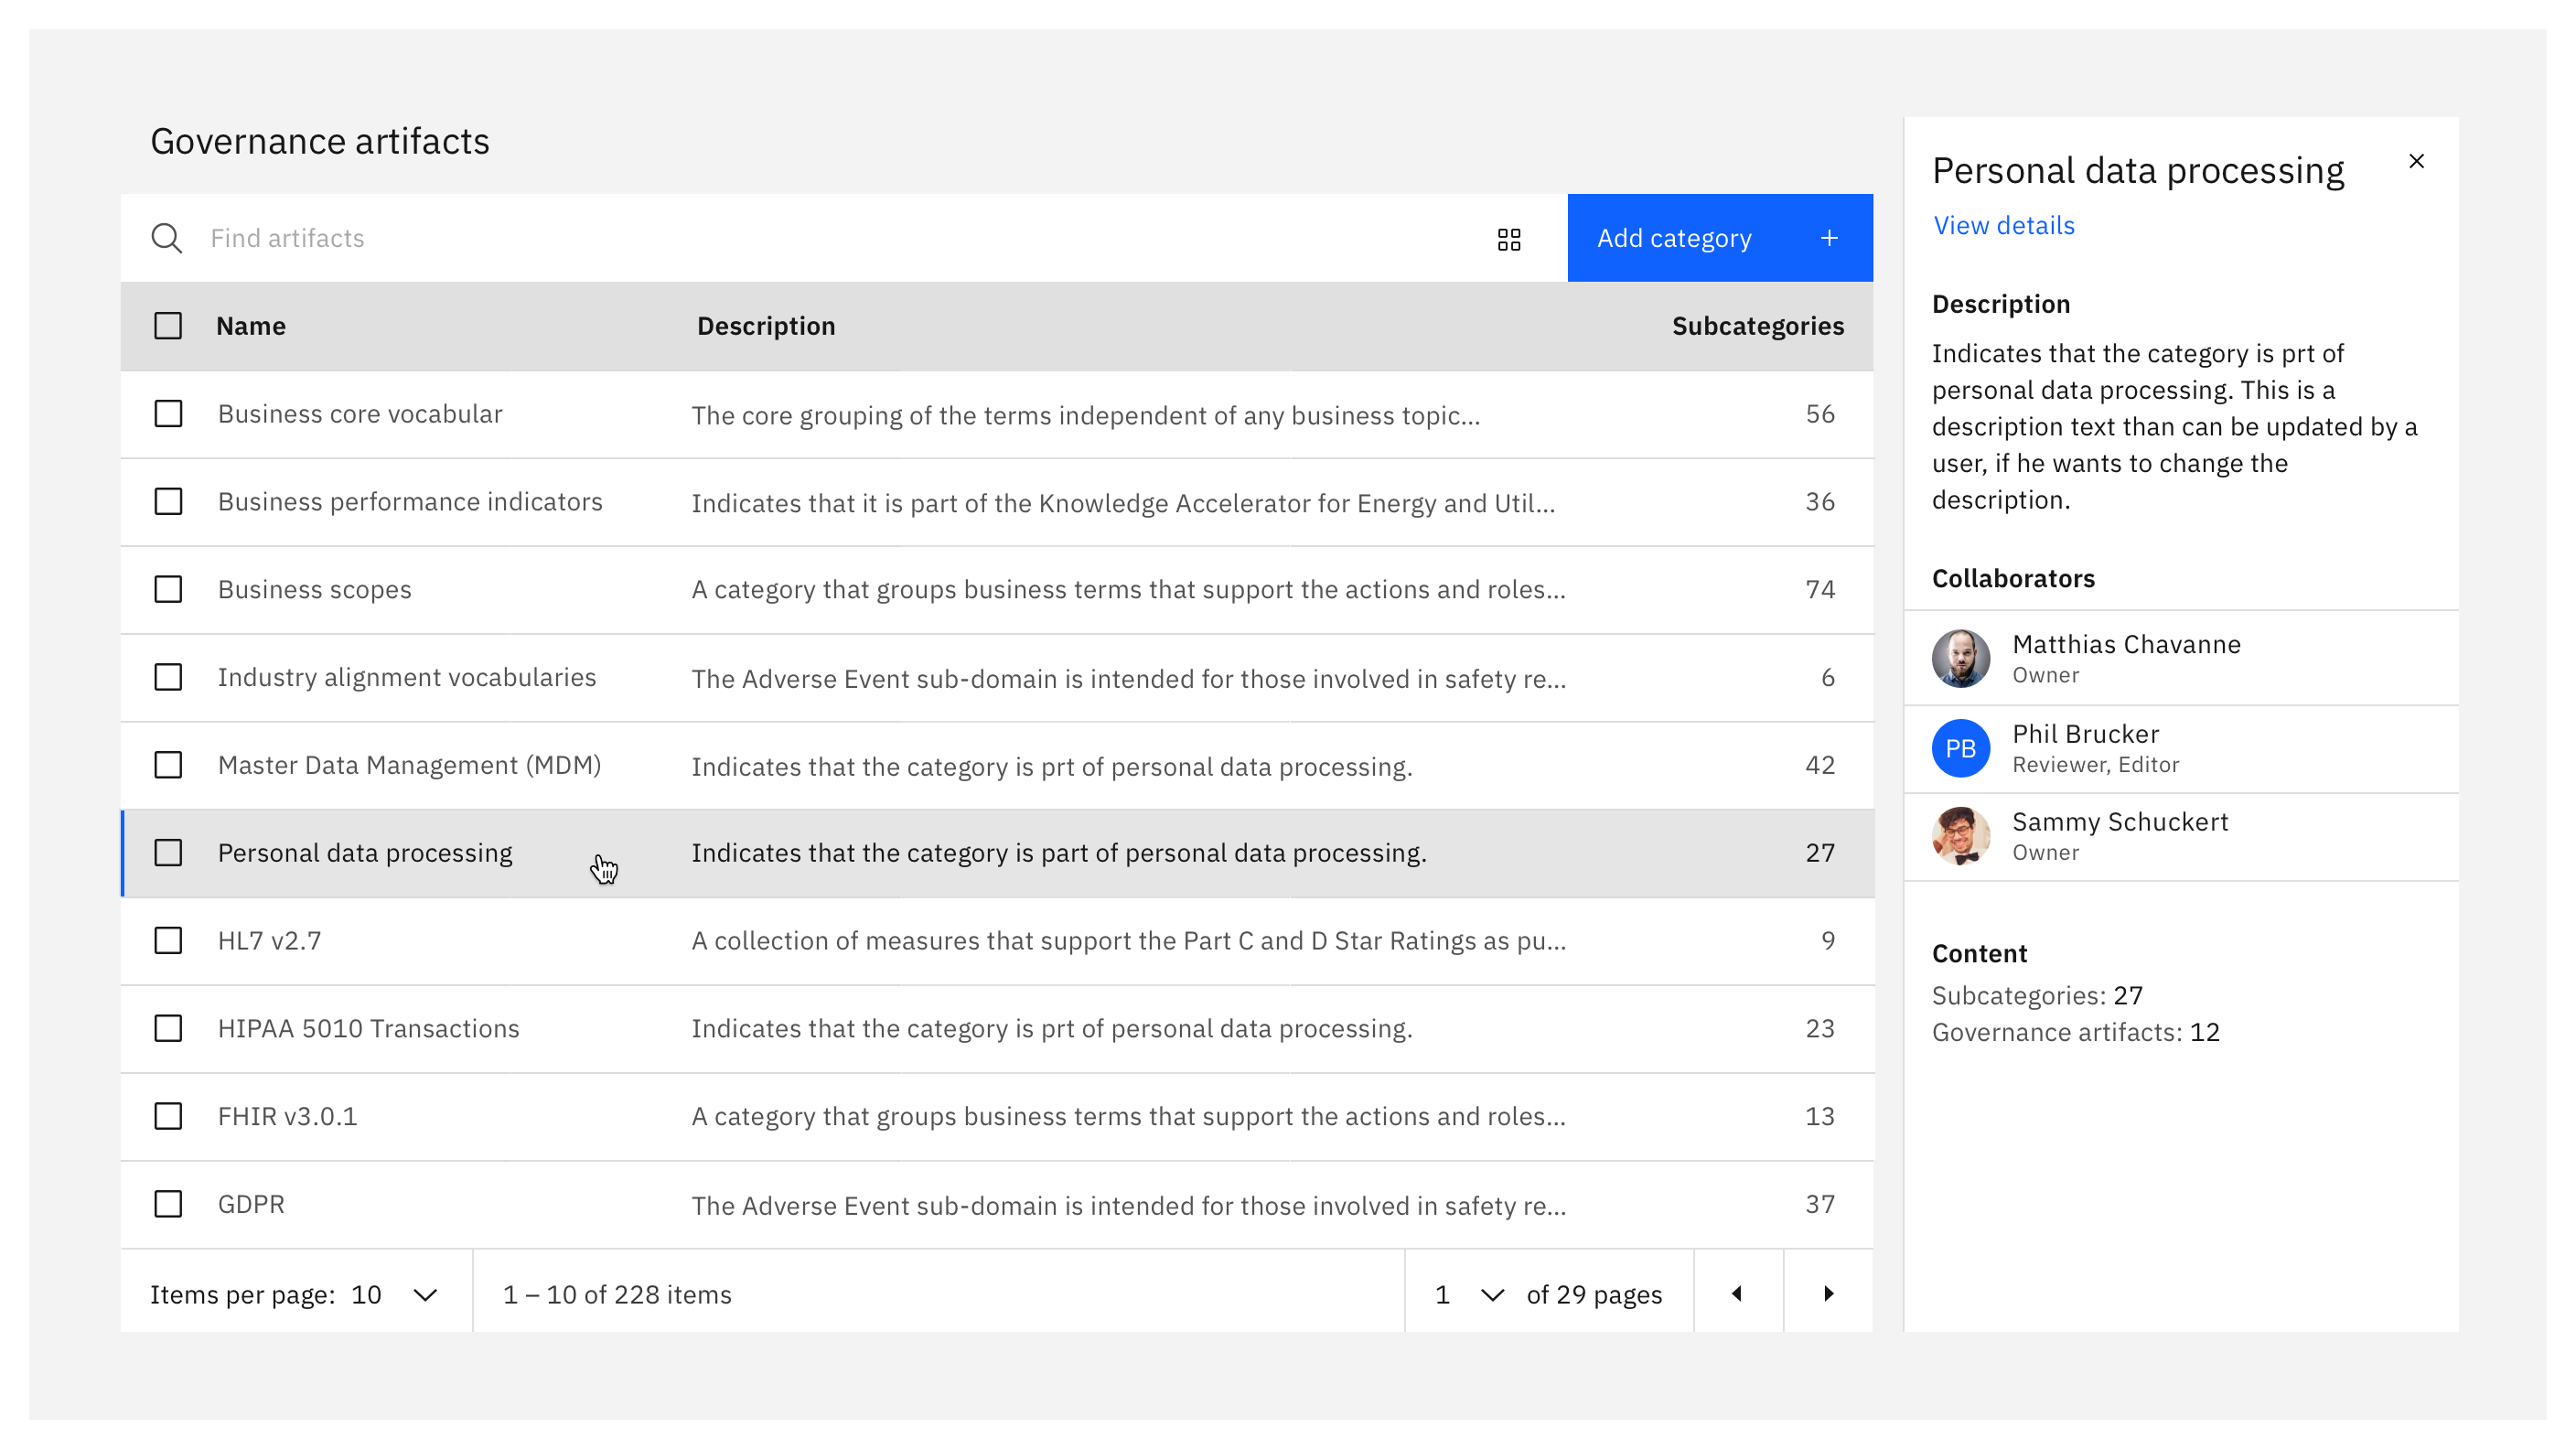 Governance artifacts
Find artifacts
Add category
Name Description Subcategories
Business core vocabular The core grouping of the terms independent of any business topic... 56
Business performance indicators Indicates that it is part of the Knowledge Accelerator for Energy and Util... 36
Business scopes A category that groups business terms that support the actions and roles... 74
Industry alignment vocabularies The Adverse Event sub-domain is intended for those involved in safety re... 6
Master Data Management (MDM) Indicates that the category is prt of personal data processing. 42
Personal data processing Indicates that the category is part of personal data processing. 27
HL7 v2.7 A collection of measures that support the Part C and D Star Ratings as pu... 9
HIPAA 5010 Transactions Indicates that the category is prt of personal data processing. 23
FHIR v3.0.1 A category that groups business terms that support the actions and roles... 13
GDPR The Adverse Event sub-domain is intended for those involved in safety re... 37
Items per page: 10 1 – 10 of 228 items 1 of 29 pages
Personal data processing
View details
Description
Indicates that the category is prt of
personal data processing. This is a
description text than can be updated by a
user, if he wants to change the
description.
Collaborators
Matthias Chavanne
Owner
PB
Phil Brucker
Reviewer, Editor
Sammy Schuckert
Owner
Content
Subcategories: 27
Governance artifacts: 12